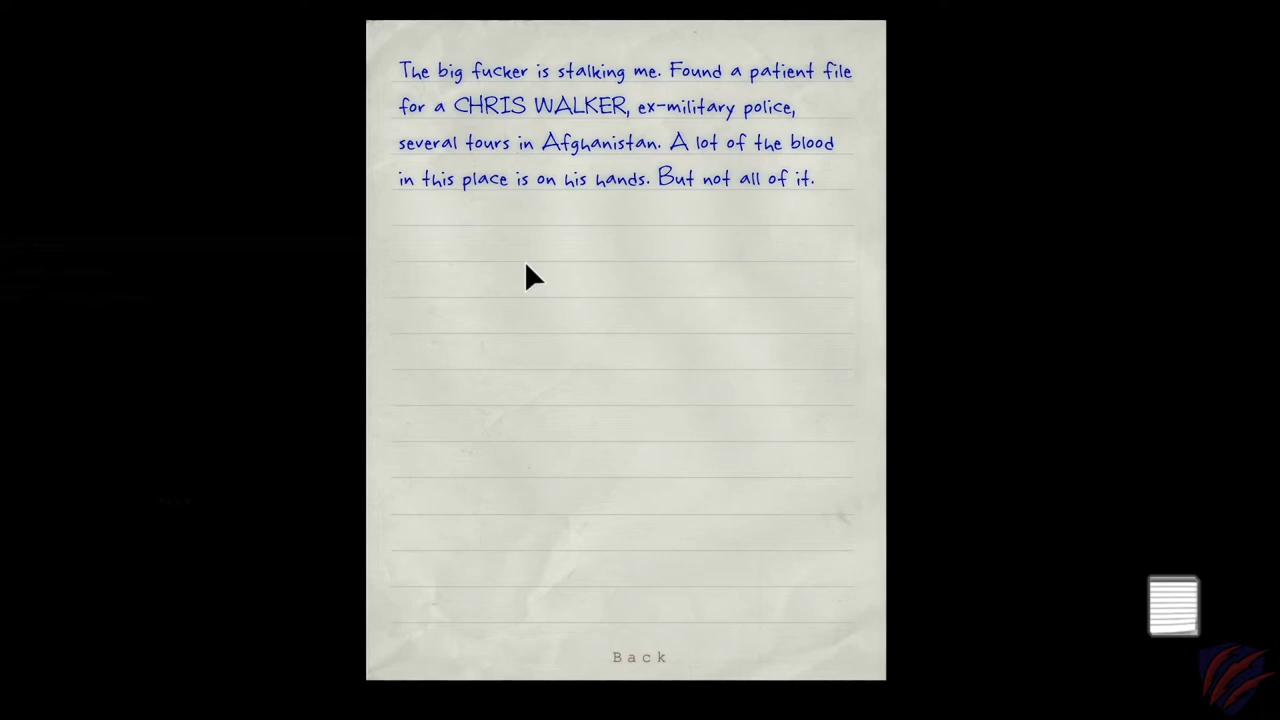 The big fucker is stalking me. Found a patient file
for a CHRIS WALKER, ex-military police,
several tours in Afghanistan. A lot of the blood
in this place is on his hands. But not all of it.
Back